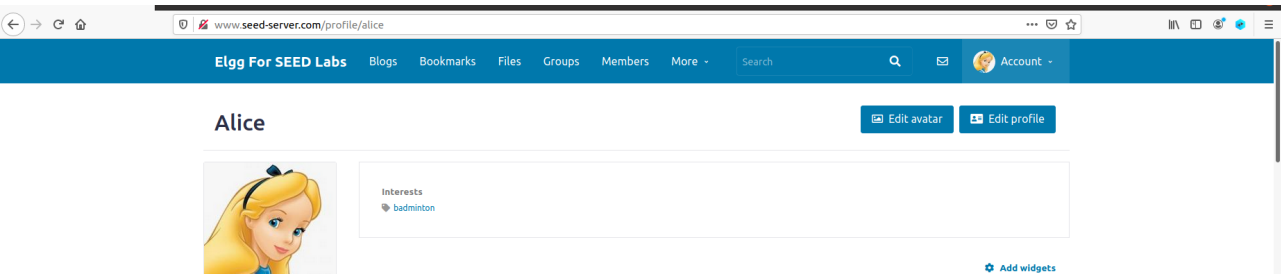 www.seed-server.com/profile/alice
Elgg For SEED Labs Blogs Bookmarks Files Groups Members More Search Account
Alice
Edit avatar Edit profile
Interests
badminton
Add widgets